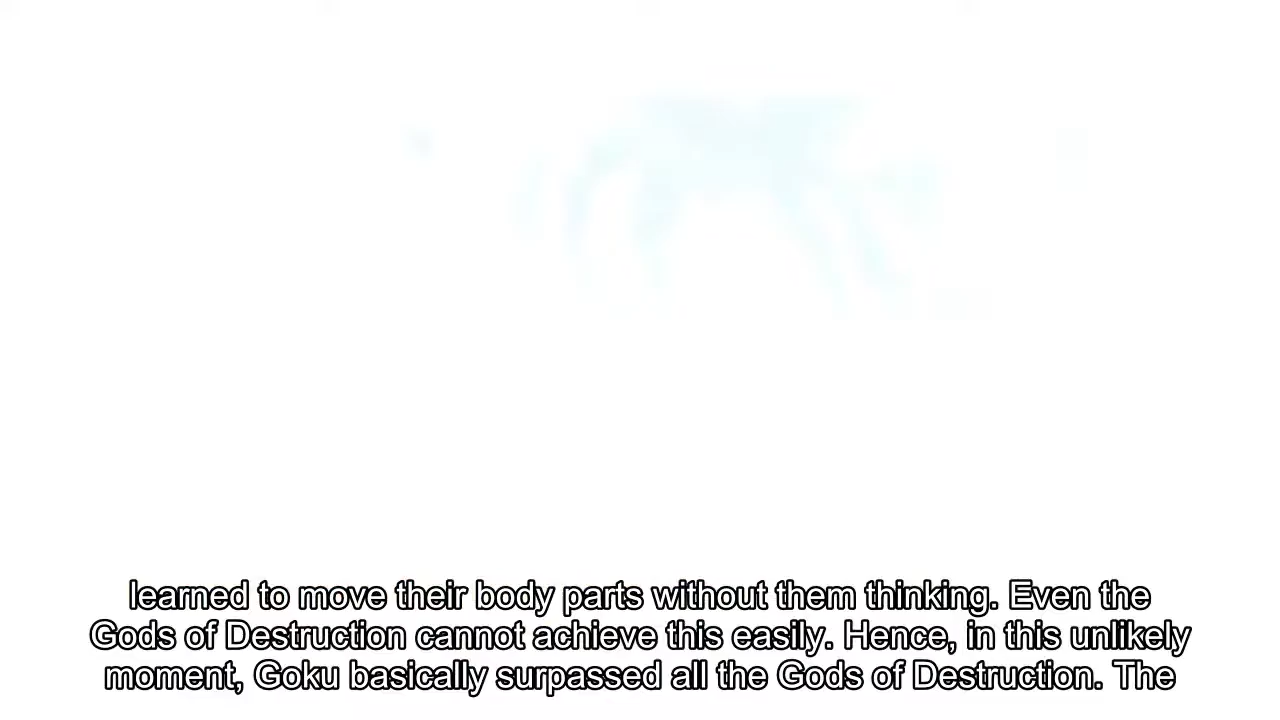 learned to move their body parts without them thinking. Even the
Gods of Destruction cannot achieve this easily. Hence, in this unlikely
moment, Goku basically surpassed all the Gods of Destruction. The